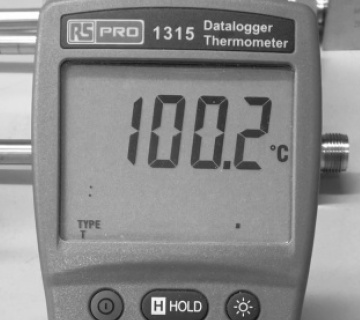 RS PRO 1315 Datalogger
Thermometer
100.2 °C
:
TYPE
T
H HOLD